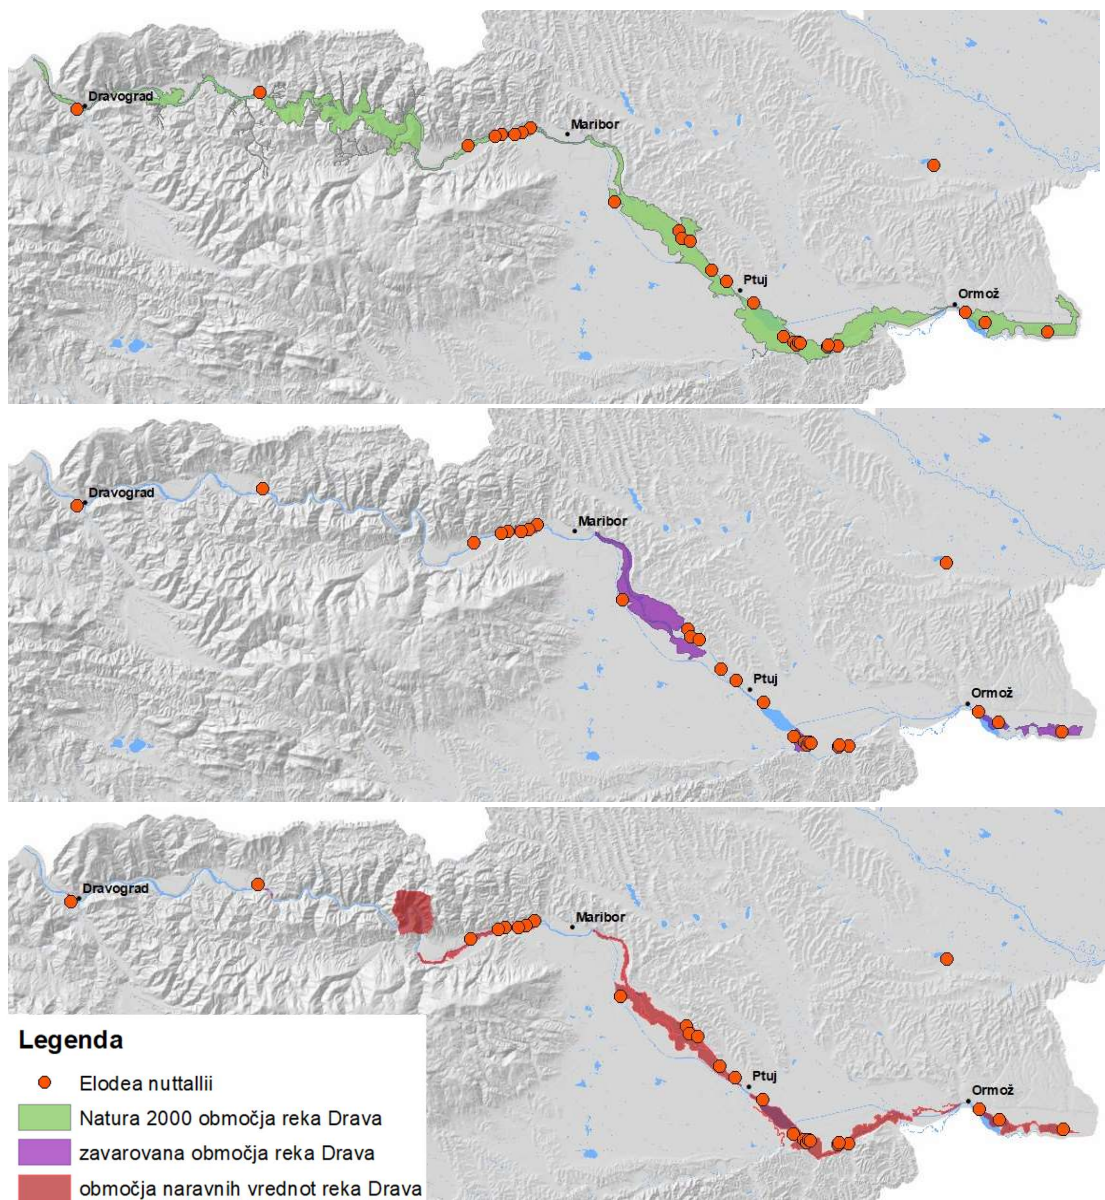 Dravograd
Maribor
Ptuj
Ormož
Dravograd
Maribor
Ptuj
Ormož
Dravograd
Maribor
Ptuj
Ormož
Legenda
Elodea nuttallii
Natura 2000 območja reka Drava
zavarovana območja reka Drava
območja naravnih vrednot reka Drava